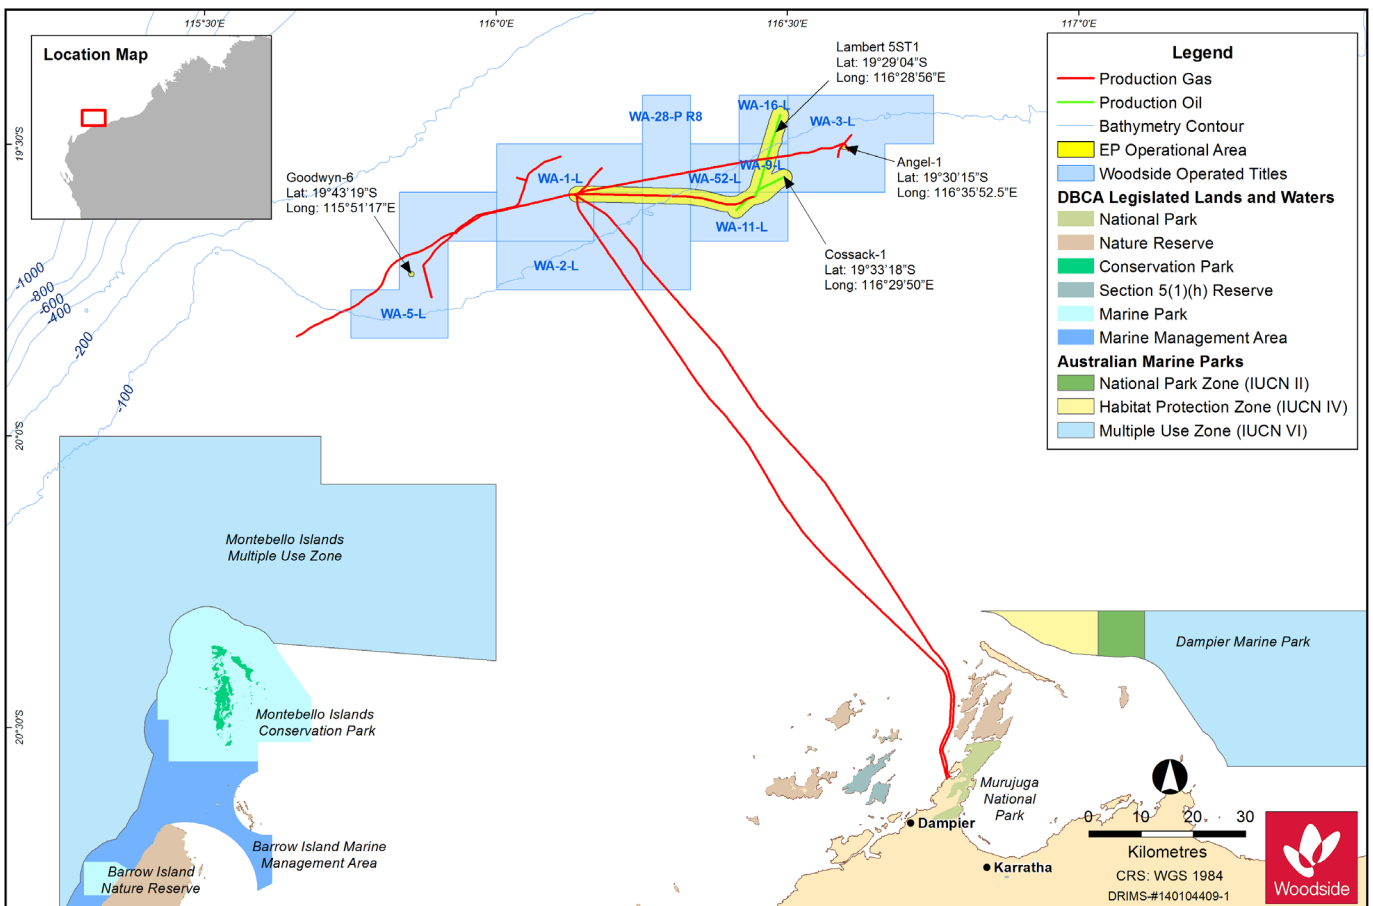 115°30'E
116°0'E
116°30'E
117°0'E
19°30'S
20°0'S
20°30'S
Location Map
Lambert 5ST1
Lat: 19°29'04"S
Long: 116°28'56"E
WA-16-L
WA-28-P R8
WA-3-L
Angel-1
Lat: 19°30'15"S
Long: 116°35'52.5"E
WA-9-L
WA-1-L
WA-52-L
Goodwyn-6
Lat: 19°43'19"S
Long: 115°51'17"E
WA-11-L
Cossack-1
Lat: 19°33'18"S
Long: 116°29'50"E
WA-2-L
WA-5-L
-1000
-800
-600
-400
-200
-100
Legend
Production Gas
Production Oil
Bathymetry Contour
EP Operational Area
Woodside Operated Titles
DBCA Legislated Lands and Waters
National Park
Nature Reserve
Conservation Park
Section 5(1)(h) Reserve
Marine Park
Marine Management Area
Australian Marine Parks
National Park Zone (IUCN II)
Habitat Protection Zone (IUCN IV)
Multiple Use Zone (IUCN VI)
Montebello Islands
Multiple Use Zone
Dampier Marine Park
Montebello Islands
Conservation Park
Murujuga
National
Park
Dampier
Karratha
Barrow Island Marine
Management Area
Barrow Island
Nature Reserve
0 10 20 30
Kilometres
CRS: WGS 1984
DRIMS-#140104409-1
Woodside